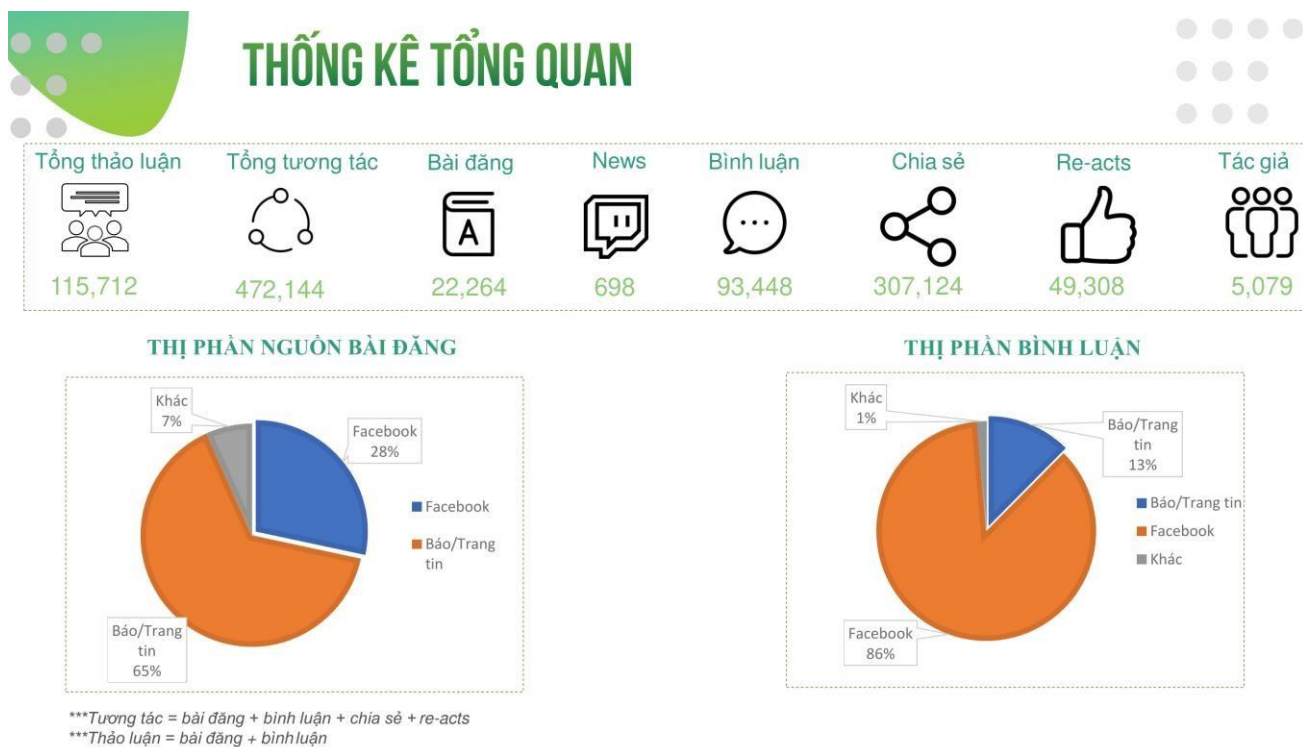 THỐNG KÊ TỔNG QUAN
Tổng thảo luận
Tổng tương tác
Bài đăng
News
Bình luận
Chia sẻ
Re-acts
Tác giả
A
115,712
472,144
22,264
698
93,448
307,124
49,308
5,079
THỊ PHẦN NGUỒN BÀI ĐĂNG
Khác
7%
Facebook
28%
Facebook
Báo/Trang
tin
Báo/Trang
tin
65%
THỊ PHẦN BÌNH LUẬN
Khác
1%
Báo/Trang
tin
13%
Báo/Trang tin
Facebook
Khác
Facebook
86%
***Tương tác = bài đăng + bình luận + chia sẻ + re-acts
***Thảo luận = bài đăng + bình luận